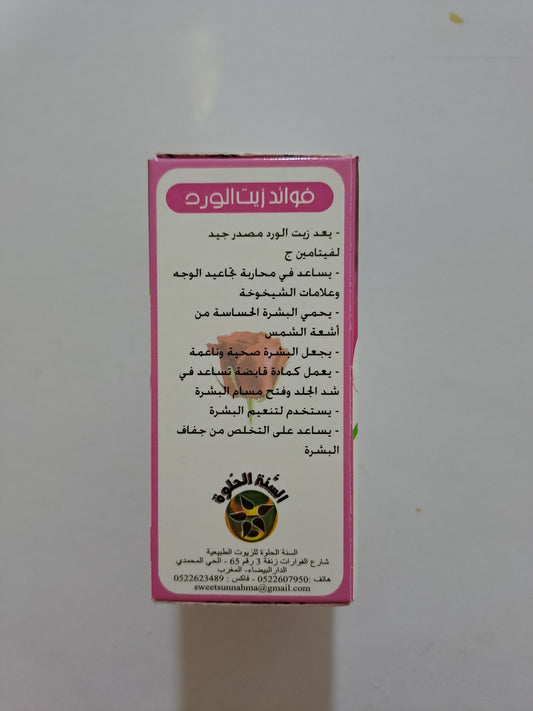 فوائد زيت الورد
- يعد زيت الورد مصدر جيد
لفيتامين ج
- يساعد في محاربة تجاعيد الوجه
وعلامات الشيخوخة
- يحمي البشرة الحساسة من
أشعة الشمس
- يجعل البشرة صحية وناعمة
- يعمل كمادة قابضة تساعد في
شد الجلد وفتح مسام البشرة
- يستخدم لتنعيم البشرة
- يساعد على التخلص من جفاف
البشرة
السنة الحلوة
السنة الحلوة للزيوت الطبيعية
شارع الفوارات زنقة 3 رقم 65 - الحي المحمدي
الدارالبيضاء- المغرب
هاتف :0522607950 - فاكس : 0522623489
sweetsunnahma@gmail.com